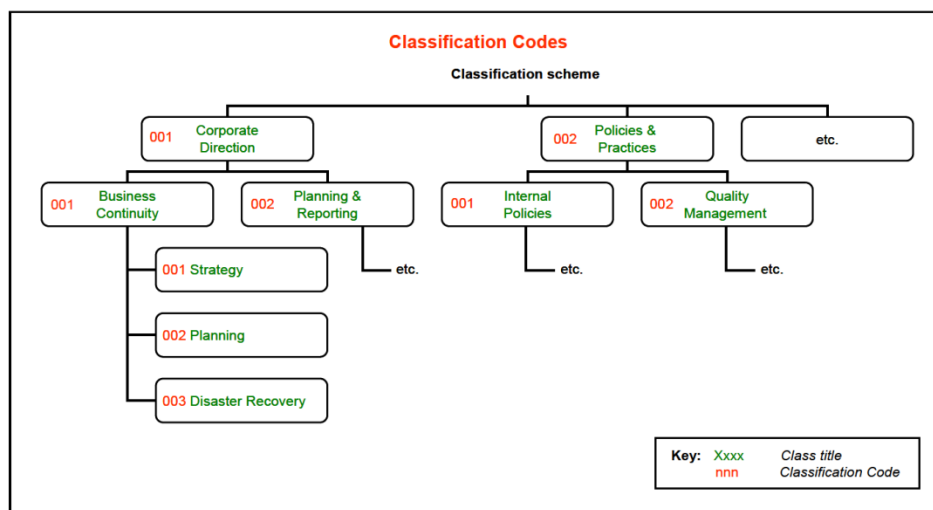 Classification Codes
Classification scheme
001 Corporate
Direction
002 Policies &
Practices
etc.
001 Business
Continuity
002 Planning &
Reporting
001 Internal
Policies
002 Quality
Management
001 Strategy
etc.
etc.
etc.
002 Planning
003 Disaster Recovery
Key: Xxxx Class title
nnn Classification Code